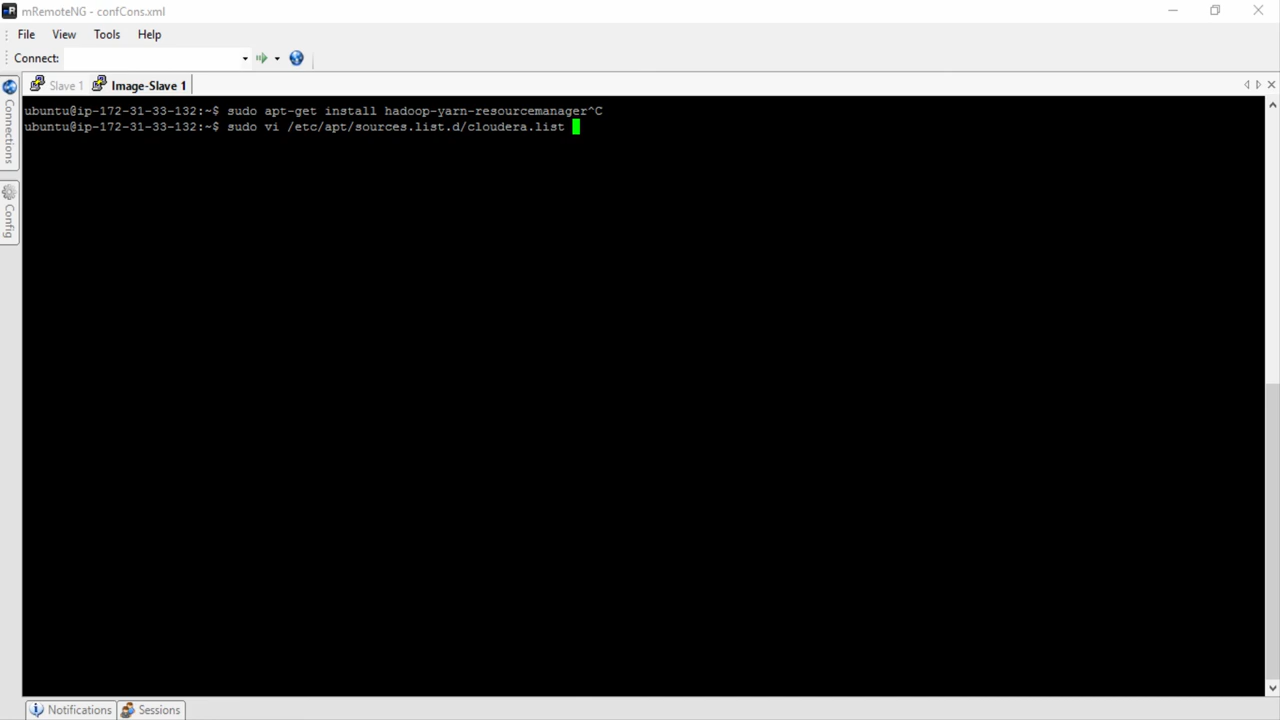 mRemoteNG - confCons.xml
File View Tools Help
Connect:
Slave 1 Image-Slave 1
Connections
Config
ubuntu@ip-172-31-33-132:~$ sudo apt-get install hadoop-yarn-resourcemanager^C
ubuntu@ip-172-31-33-132:~$ sudo vi /etc/apt/sources.list.d/cloudera.list
Notifications Sessions